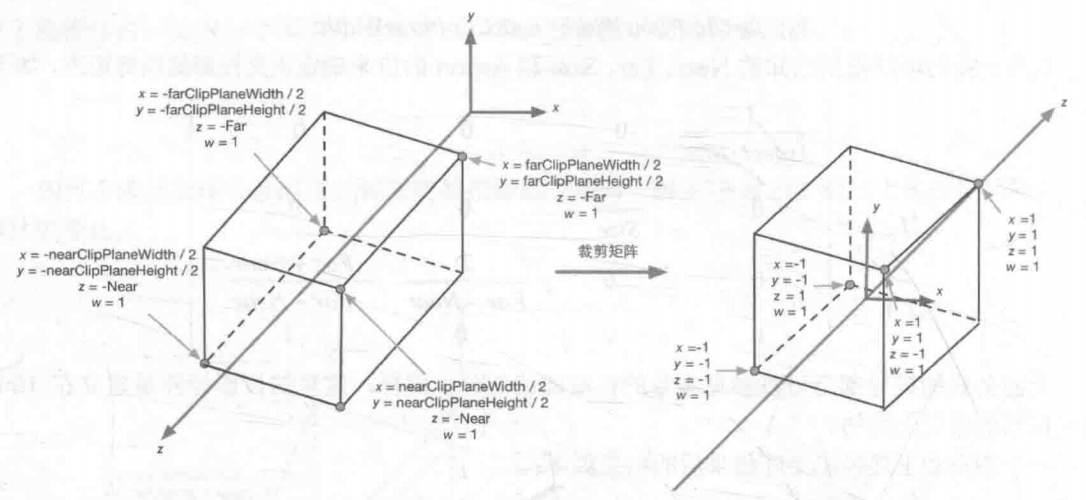 y
x
x = -farClipPlaneWidth / 2
y = -farClipPlaneHeight / 2
z = -Far
w = 1
x = farClipPlaneWidth / 2
y = farClipPlaneHeight / 2
z = -Far
w = 1
x = -nearClipPlaneWidth / 2
y = -nearClipPlaneHeight / 2
z = -Near
w = 1
x = nearClipPlaneWidth / 2
y = nearClipPlaneHeight / 2
z = -Near
w = 1
z
裁剪矩阵
z
y
x
x =1
y = 1
z = 1
w = 1
x =-1
y = -1
z = 1
w = 1
x =1
y = 1
z = -1
w = 1
x =-1
y = -1
z = -1
w = 1